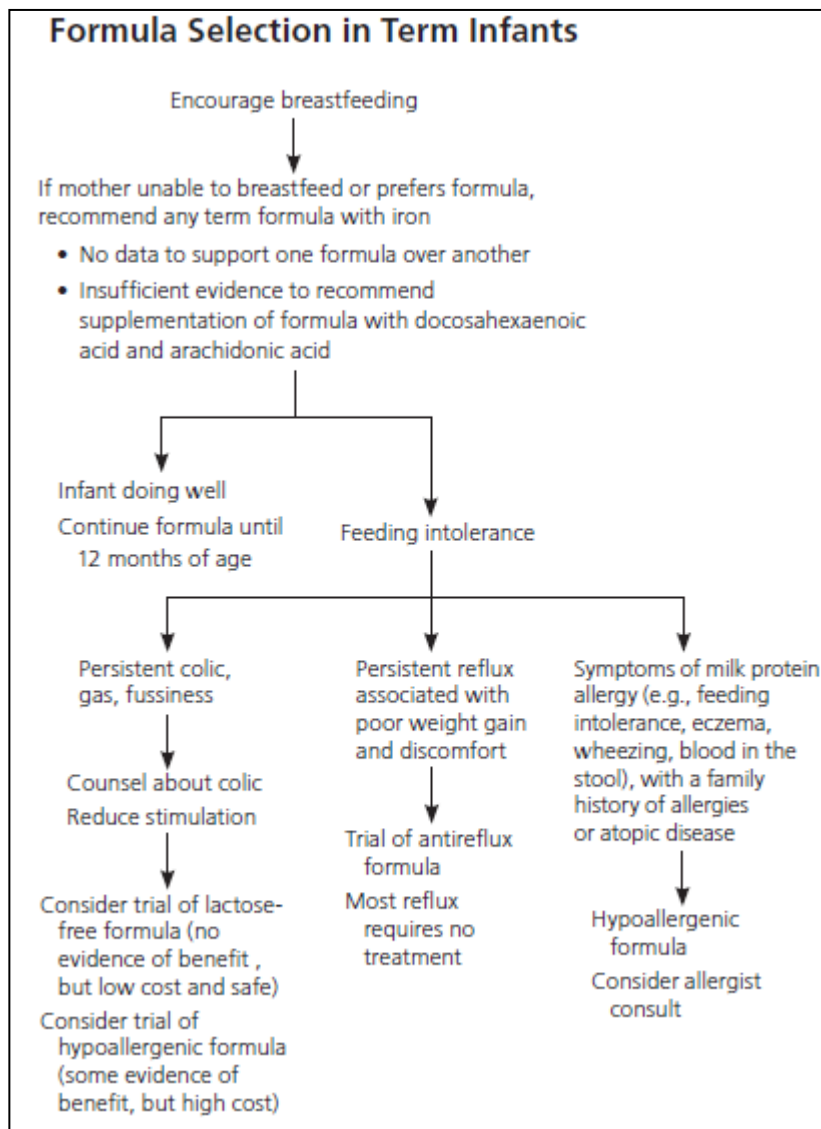 Formula Selection in Term Infants
Encourage breastfeeding
If mother unable to breastfeed or prefers formula,
recommend any term formula with iron
• No data to support one formula over another
• Insufficient evidence to recommend
supplementation of formula with docosahexaenoic
acid and arachidonic acid
Infant doing well
Continue formula until
12 months of age
Feeding intolerance
Persistent colic,
gas, fussiness
Counsel about colic
Reduce stimulation
Consider trial of lactose-
free formula (no
evidence of benefit ,
but low cost and safe)
Consider trial of
hypoallergenic formula
(some evidence of
benefit, but high cost)
Persistent reflux
associated with
poor weight gain
and discomfort
Trial of antireflux
formula
Most reflux
requires no
treatment
Symptoms of milk protein
allergy (e.g., feeding
intolerance, eczema,
wheezing, blood in the
stool), with a family
history of allergies
or atopic disease
Hypoallergenic
formula
Consider allergist
consult